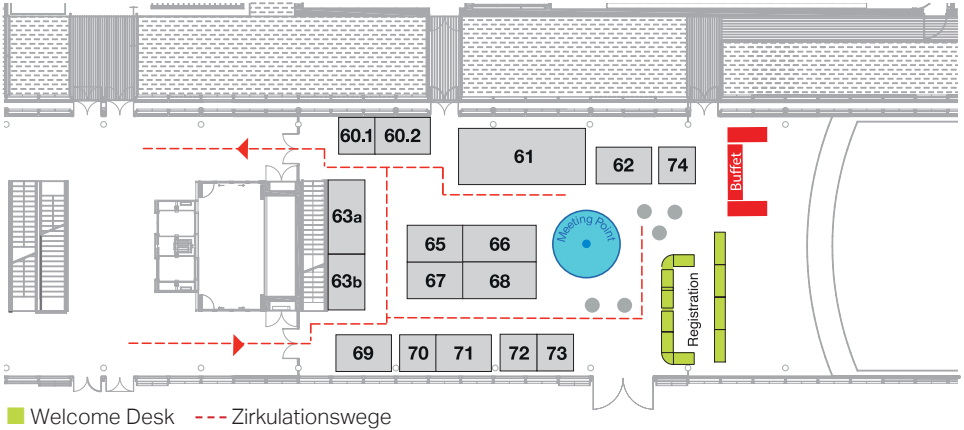 60.1
60.2
61
62
74
Buffet
63a
63b
65
66
67
68
Meeting Point
Registration
69
70
71
72
73
Welcome Desk
Zirkulationswege